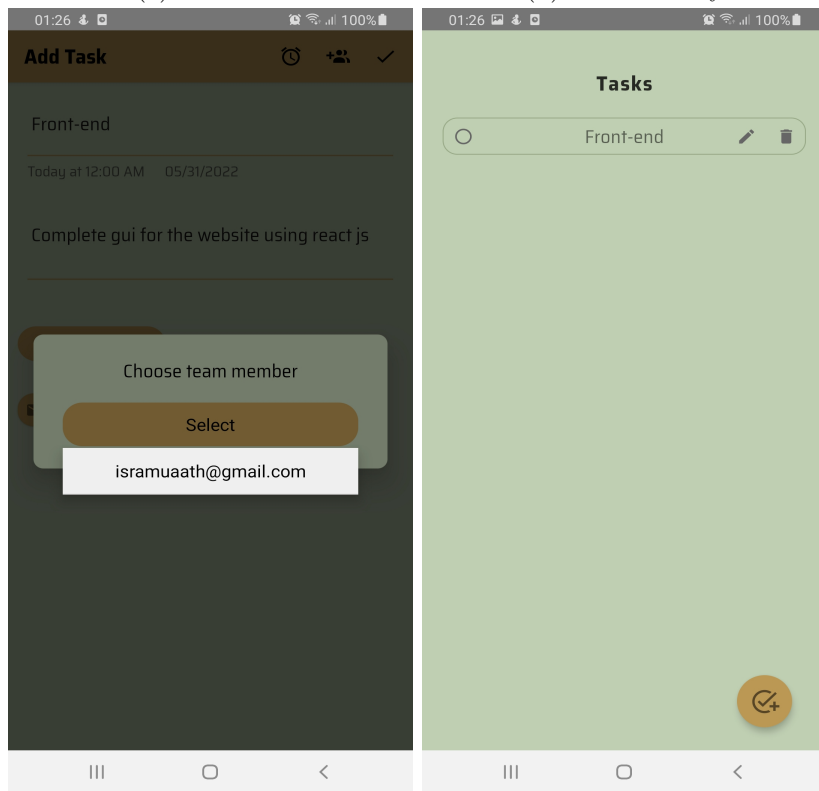 01:26
100%
Add Task
Front-end
Today at 12:00 AM 05/31/2022
Complete gui for the website using react js
Choose team member
Select
isramuaath@gmail.com
01:26
100%
Tasks
Front-end